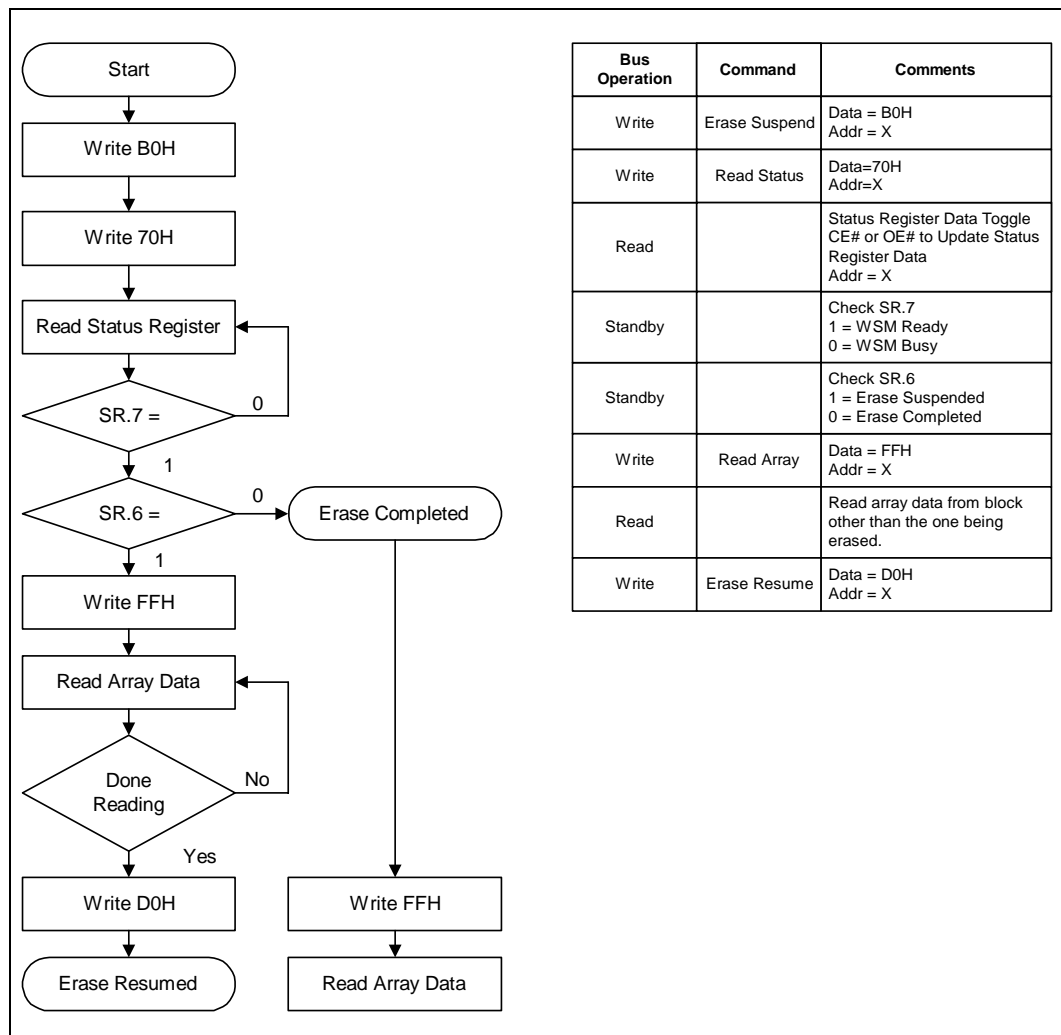 Start
Write B0H
Write 70H
Read Status Register
SR.7 =
0
1
SR.6 =
0
Erase Completed
1
Write FFH
Read Array Data
Done
Reading
No
Yes
Write D0H
Write FFH
Erase Resumed
Read Array Data
Bus
Operation
Command
Comments
Write
Erase Suspend
Data = B0H
Addr = X
Write
Read Status
Data=70H
Addr=X
Read
Status Register Data Toggle
CE# or OE# to Update Status
Register Data
Addr = X
Standby
Check SR.7
1 = WSM Ready
0 = WSM Busy
Standby
Check SR.6
1 = Erase Suspended
0 = Erase Completed
Write
Read Array
Data = FFH
Addr = X
Read
Read array data from block
other than the one being
erased.
Write
Erase Resume
Data = D0H
Addr = X